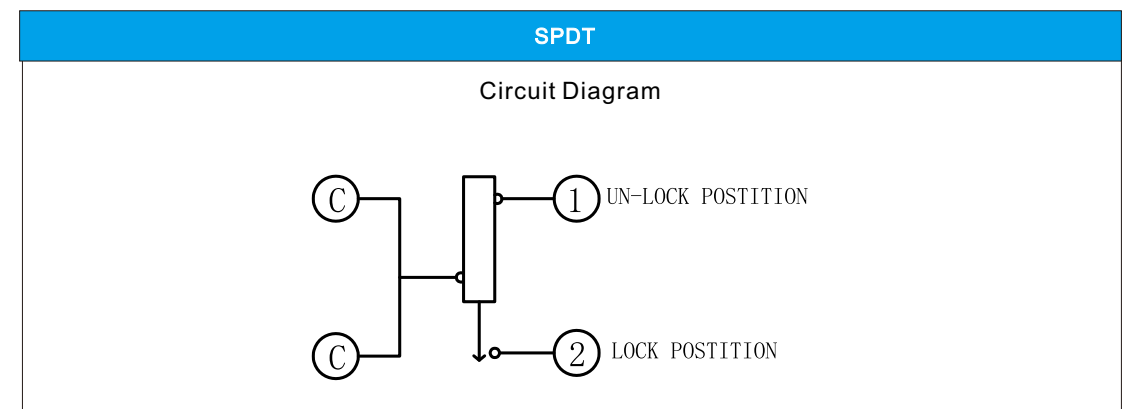 SPDT
Circuit Diagram
C
1 UN-LOCK POSTITION
C
2 LOCK POSTITION